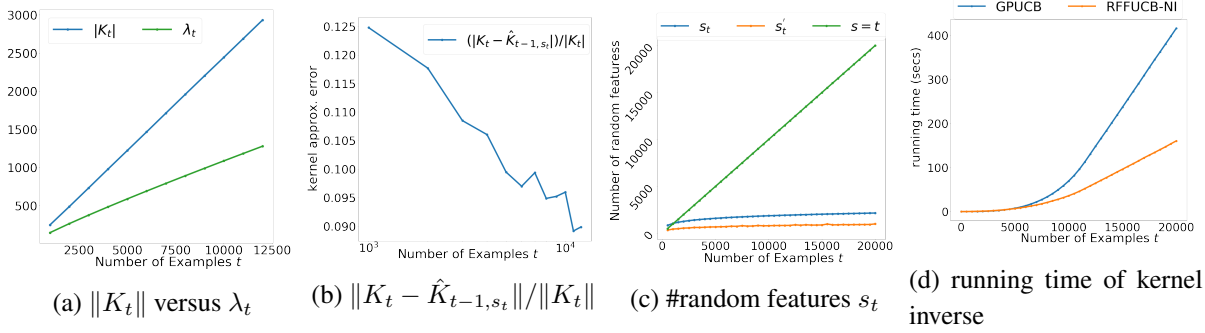 |K_t| λ_t
3000
2500
2000
1500
1000
500
2500 5000 7500 10000 12500
Number of Examples t
(a) ‖K_t‖ versus λ_t
(|K_t − K̂_{t−1,s_t}|)/|K_t|
kernel approx. error
0.125
0.120
0.115
0.110
0.105
0.100
0.095
0.090
10^3 10^4
Number of Examples t
(b) ‖K_t − K̂_{t−1,s_t}‖/‖K_t‖
s_t s_t′ s = t
Number of random featuress
20000
15000
10000
5000
0
0 5000 10000 15000 20000
Number of Examples t
(c) #random features s_t
GPUCB RFFUCB-NI
running time (secs)
400
300
200
100
0
0 5000 10000 15000 20000
Number of Examples t
(d) running time of kernel
inverse